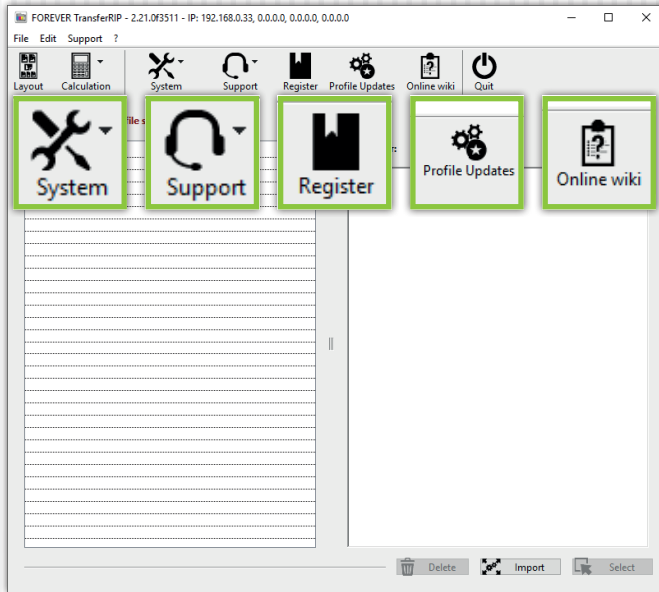 FOREVER TransferRIP - 2.21.0f3511 - IP: 192.168.0.33, 0.0.0.0, 0.0.0.0, 0.0.0.0
File Edit Support ?
Layout Calculation System Support Register Profile Updates Online wiki Quit
System Support Register Profile Updates Online wiki
Delete Import Select